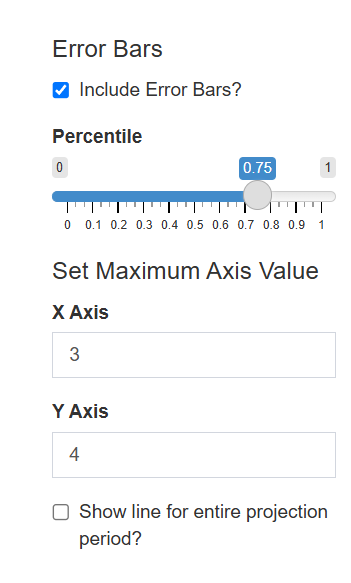 Error Bars
Include Error Bars?
Percentile
0 0.75 1
0 0.1 0.2 0.3 0.4 0.5 0.6 0.7 0.8 0.9 1
Set Maximum Axis Value
X Axis
3
Y Axis
4
Show line for entire projection
period?